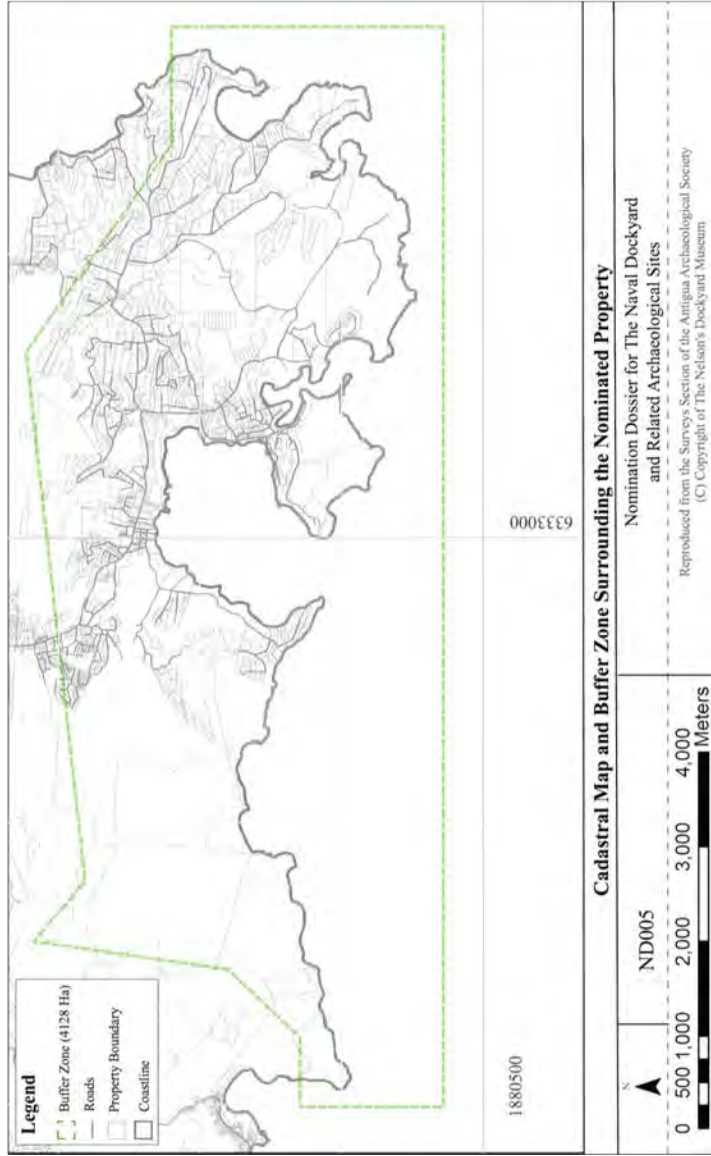 Legend
Buffer Zone (4128 Ha)
Roads
Property Boundary
Coastline
1880500
6333000
Cadastral Map and Buffer Zone Surrounding the Nominated Property
N
ND005
Nomination Dossier for The Naval Dockyard
and Related Archaeological Sites
0 500 1,000 2,000 3,000 4,000
Meters
Reproduced from the Surveys Section of the Antigua Archaeological Society
(C) Copyright of The Nelson's Dockyard Museum